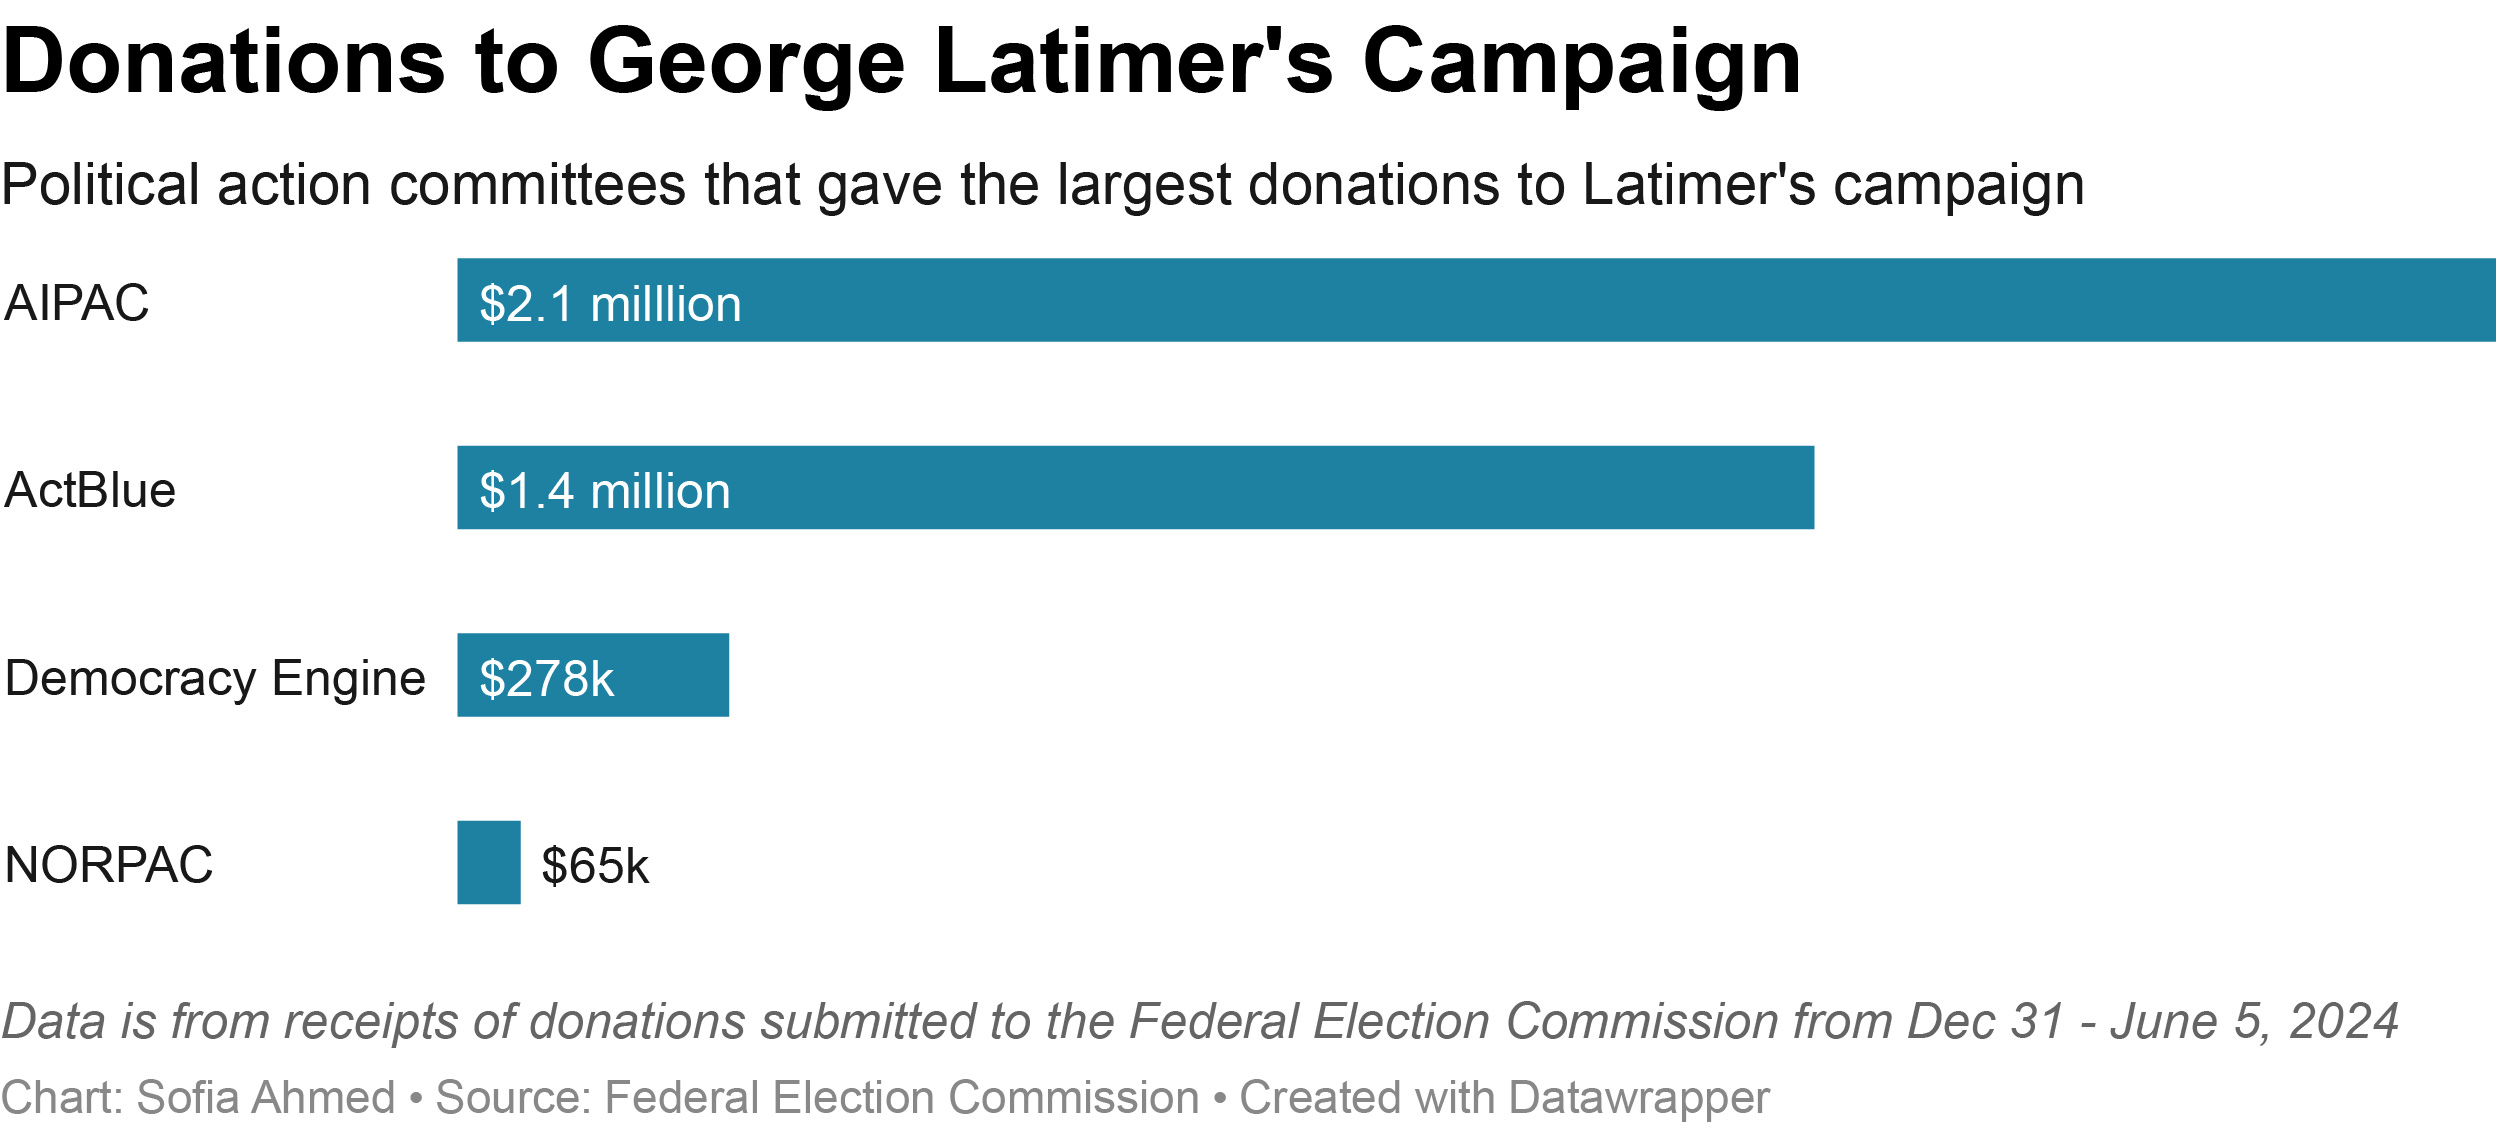 Donations to George Latimer's Campaign
Political action committees that gave the largest donations to Latimer's campaign
AIPAC $2.1 milllion
ActBlue $1.4 million
Democracy Engine $278k
NORPAC $65k
Data is from receipts of donations submitted to the Federal Election Commission from Dec 31 - June 5, 2024
Chart: Sofia Ahmed • Source: Federal Election Commission • Created with Datawrapper